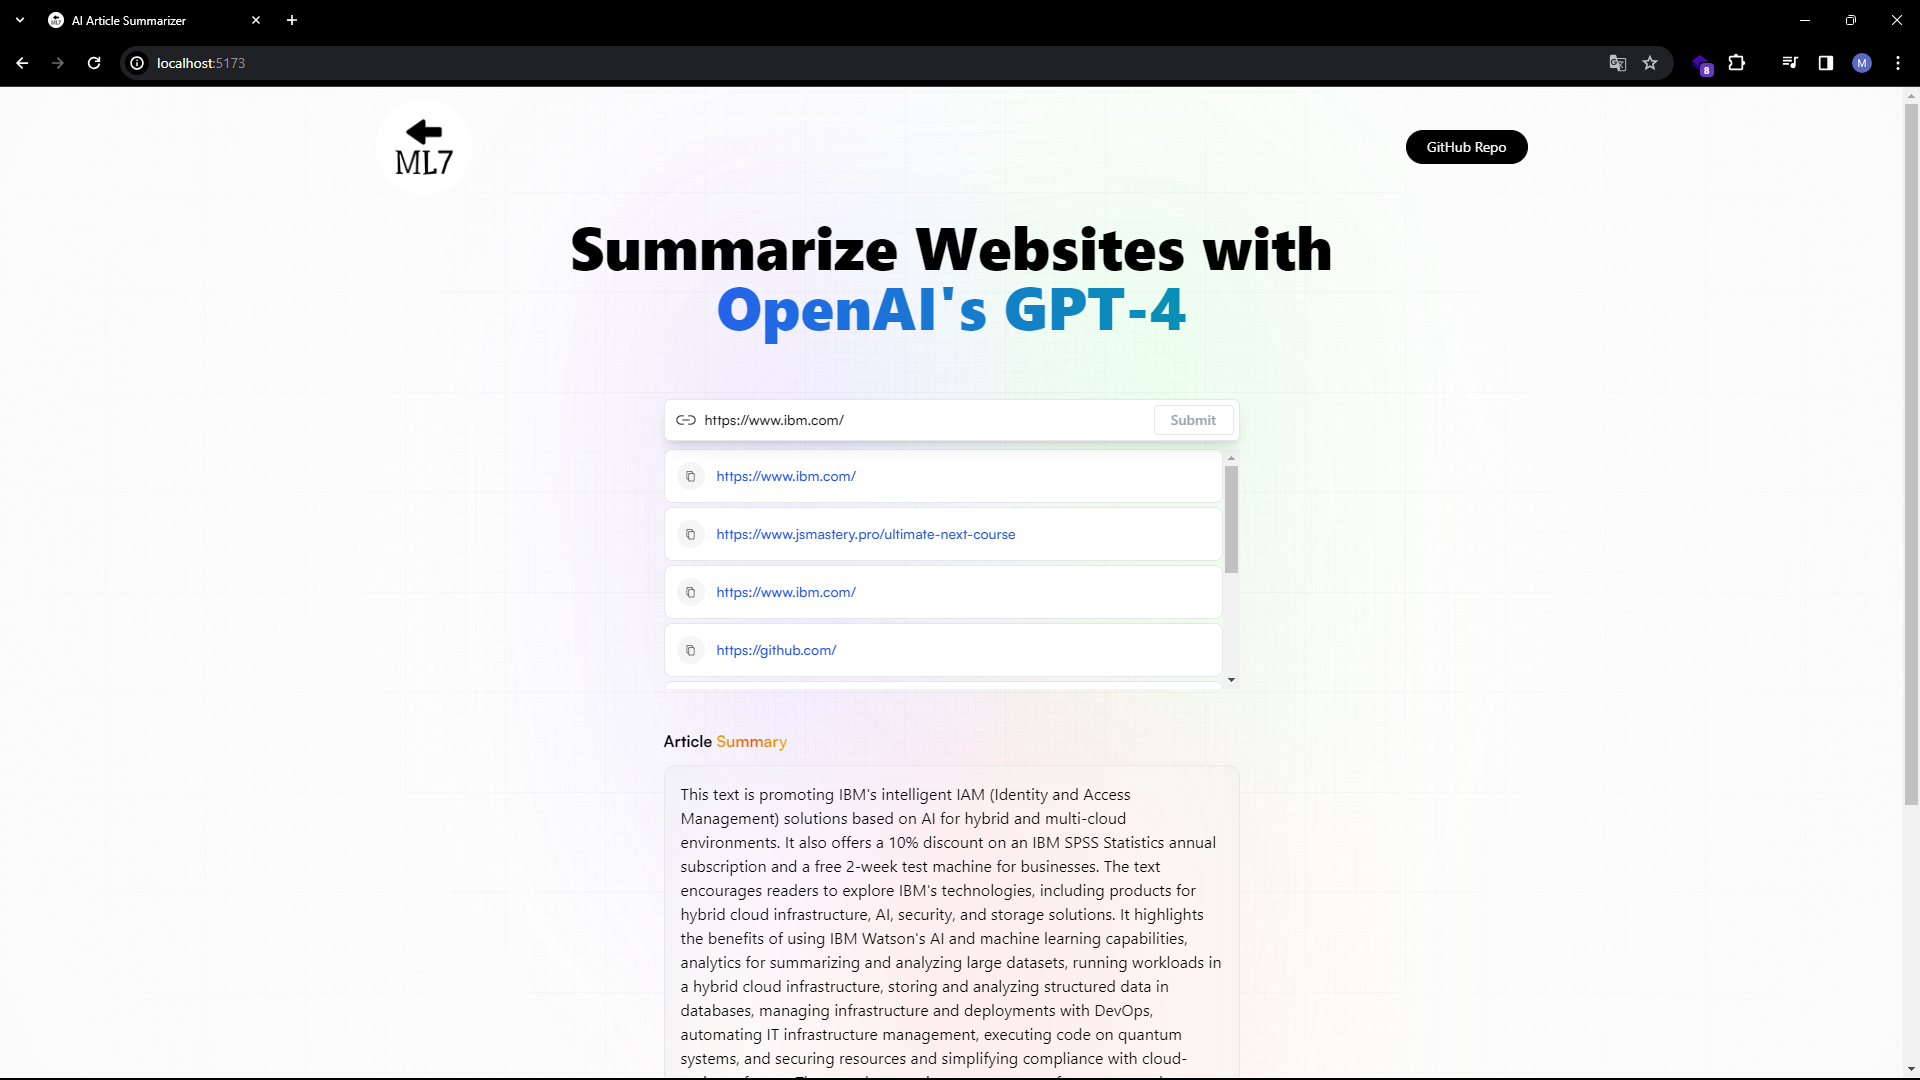 AI Article Summarizer
localhost:5173
8
M
ML7
GitHub Repo
Summarize Websites with
OpenAI's GPT-4
https://www.ibm.com/
Submit
https://www.ibm.com/
https://www.jsmastery.pro/ultimate-next-course
https://www.ibm.com/
https://github.com/
Article Summary
This text is promoting IBM's intelligent IAM (Identity and Access
Management) solutions based on AI for hybrid and multi-cloud
environments. It also offers a 10% discount on an IBM SPSS Statistics annual
subscription and a free 2-week test machine for businesses. The text
encourages readers to explore IBM's technologies, including products for
hybrid cloud infrastructure, AI, security, and storage solutions. It highlights
the benefits of using IBM Watson's AI and machine learning capabilities,
analytics for summarizing and analyzing large datasets, running workloads in
a hybrid cloud infrastructure, storing and analyzing structured data in
databases, managing infrastructure and deployments with DevOps,
automating IT infrastructure management, executing code on quantum
systems, and securing resources and simplifying compliance with cloud-